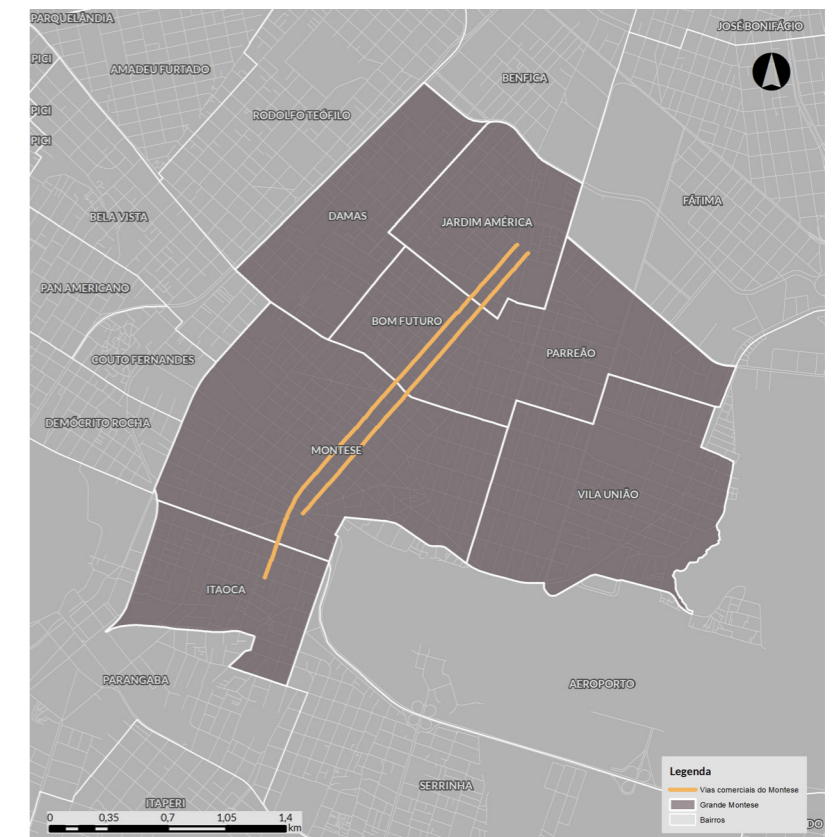 PARQUELÂNDIA
JOSÉ BONIFÁCIO
PICI
AMADEU FURTADO
BENFICA
PICI
RODOLFO TEÓFILO
PICI
FÁTIMA
BELA VISTA
DAMAS
JARDIM AMÉRICA
PAN AMERICANO
BOM FUTURO
COUTO FERNANDES
PARREÃO
DEMÓCRITO ROCHA
MONTESE
VILA UNIÃO
ITAOCA
PARANGABA
AEROPORTO
SERRINHA
ITAPERI
Legenda
Vias comerciais do Montese
Grande Montese
Bairros
DO
0 0,35 0,7 1,05 1,4
km